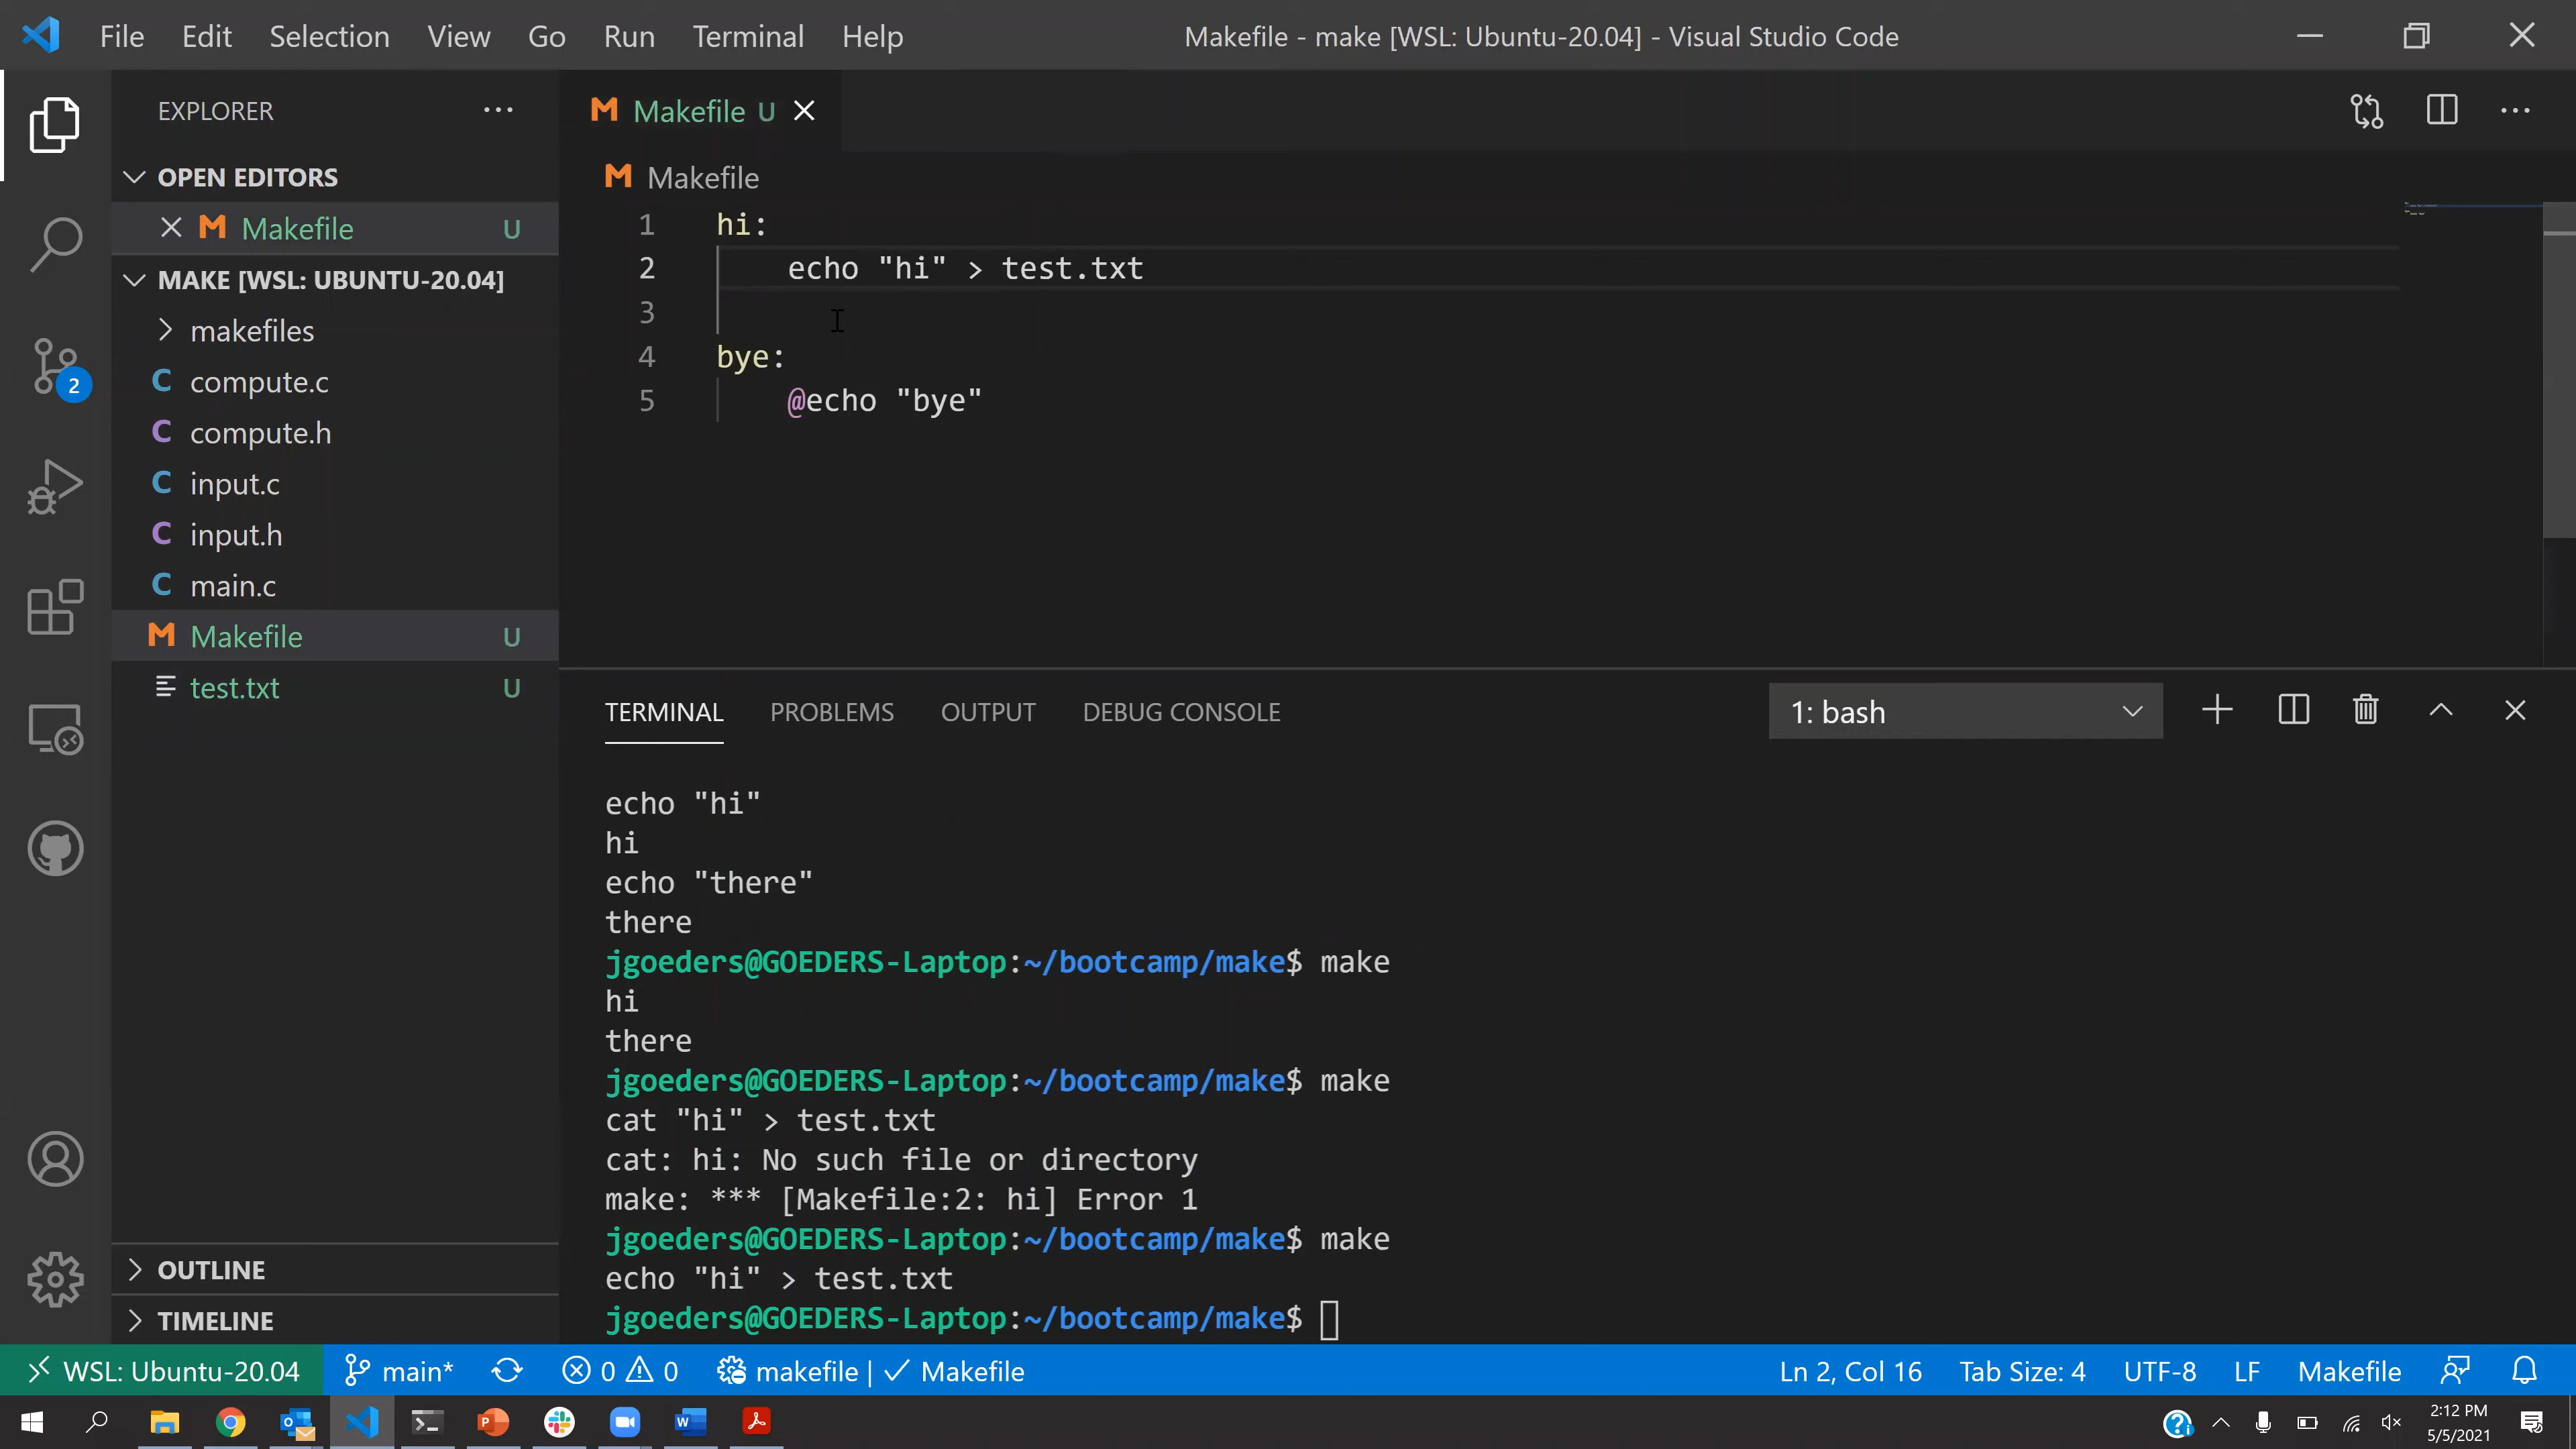 File Edit Selection View Go Run Terminal Help
Makefile - make [WSL: Ubuntu-20.04] - Visual Studio Code
EXPLORER
OPEN EDITORS
Makefile U
MAKE [WSL: UBUNTU-20.04]
makefiles
C compute.c
C compute.h
C input.c
C input.h
C main.c
M Makefile U
test.txt U
OUTLINE
TIMELINE
2
M Makefile U
M Makefile
1 hi:
2 echo "hi" > test.txt
3
4 bye:
5 @echo "bye"
TERMINAL PROBLEMS OUTPUT DEBUG CONSOLE
1: bash
echo "hi"
hi
echo "there"
there
jgoeders@GOEDERS-Laptop:~/bootcamp/make$ make
hi
there
jgoeders@GOEDERS-Laptop:~/bootcamp/make$ make
cat "hi" > test.txt
cat: hi: No such file or directory
make: *** [Makefile:2: hi] Error 1
jgoeders@GOEDERS-Laptop:~/bootcamp/make$ make
echo "hi" > test.txt
jgoeders@GOEDERS-Laptop:~/bootcamp/make$
WSL: Ubuntu-20.04 main* 0 0 makefile | Makefile
Ln 2, Col 16 Tab Size: 4 UTF-8 LF Makefile
2:12 PM
5/5/2021